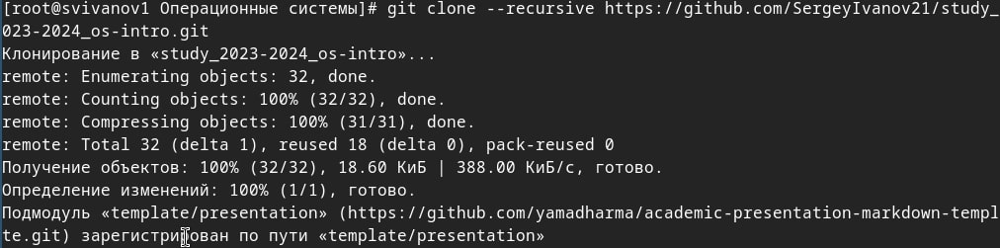 [root@svivanov1 Операционные системы]# git clone --recursive https://github.com/SergeyIvanov21/study_
023-2024_os-intro.git
Клонирование в «study_2023-2024_os-intro»...
remote: Enumerating objects: 32, done.
remote: Counting objects: 100% (32/32), done.
remote: Compressing objects: 100% (31/31), done.
remote: Total 32 (delta 1), reused 18 (delta 0), pack-reused 0
Получение объектов: 100% (32/32), 18.60 КиБ | 388.00 КиБ/с, готово.
Определение изменений: 100% (1/1), готово.
Подмодуль «template/presentation» (https://github.com/yamadharma/academic-presentation-markdown-templ
te.git) зарегистрирован по пути «template/presentation»